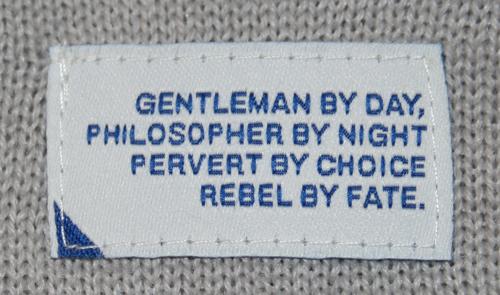 GENTLEMAN BY DAY,
PHILOSOPHER BY NIGHT
PERVERT BY CHOICE
REBEL BY FATE.